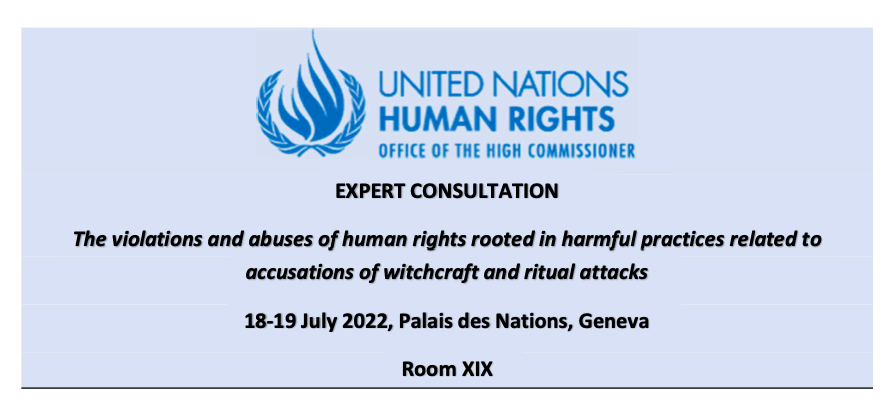 UNITED NATIONS
HUMAN RIGHTS
OFFICE OF THE HIGH COMMISSIONER
EXPERT CONSULTATION
The violations and abuses of human rights rooted in harmful practices related to
accusations of witchcraft and ritual attacks
18-19 July 2022, Palais des Nations, Geneva
Room XIX